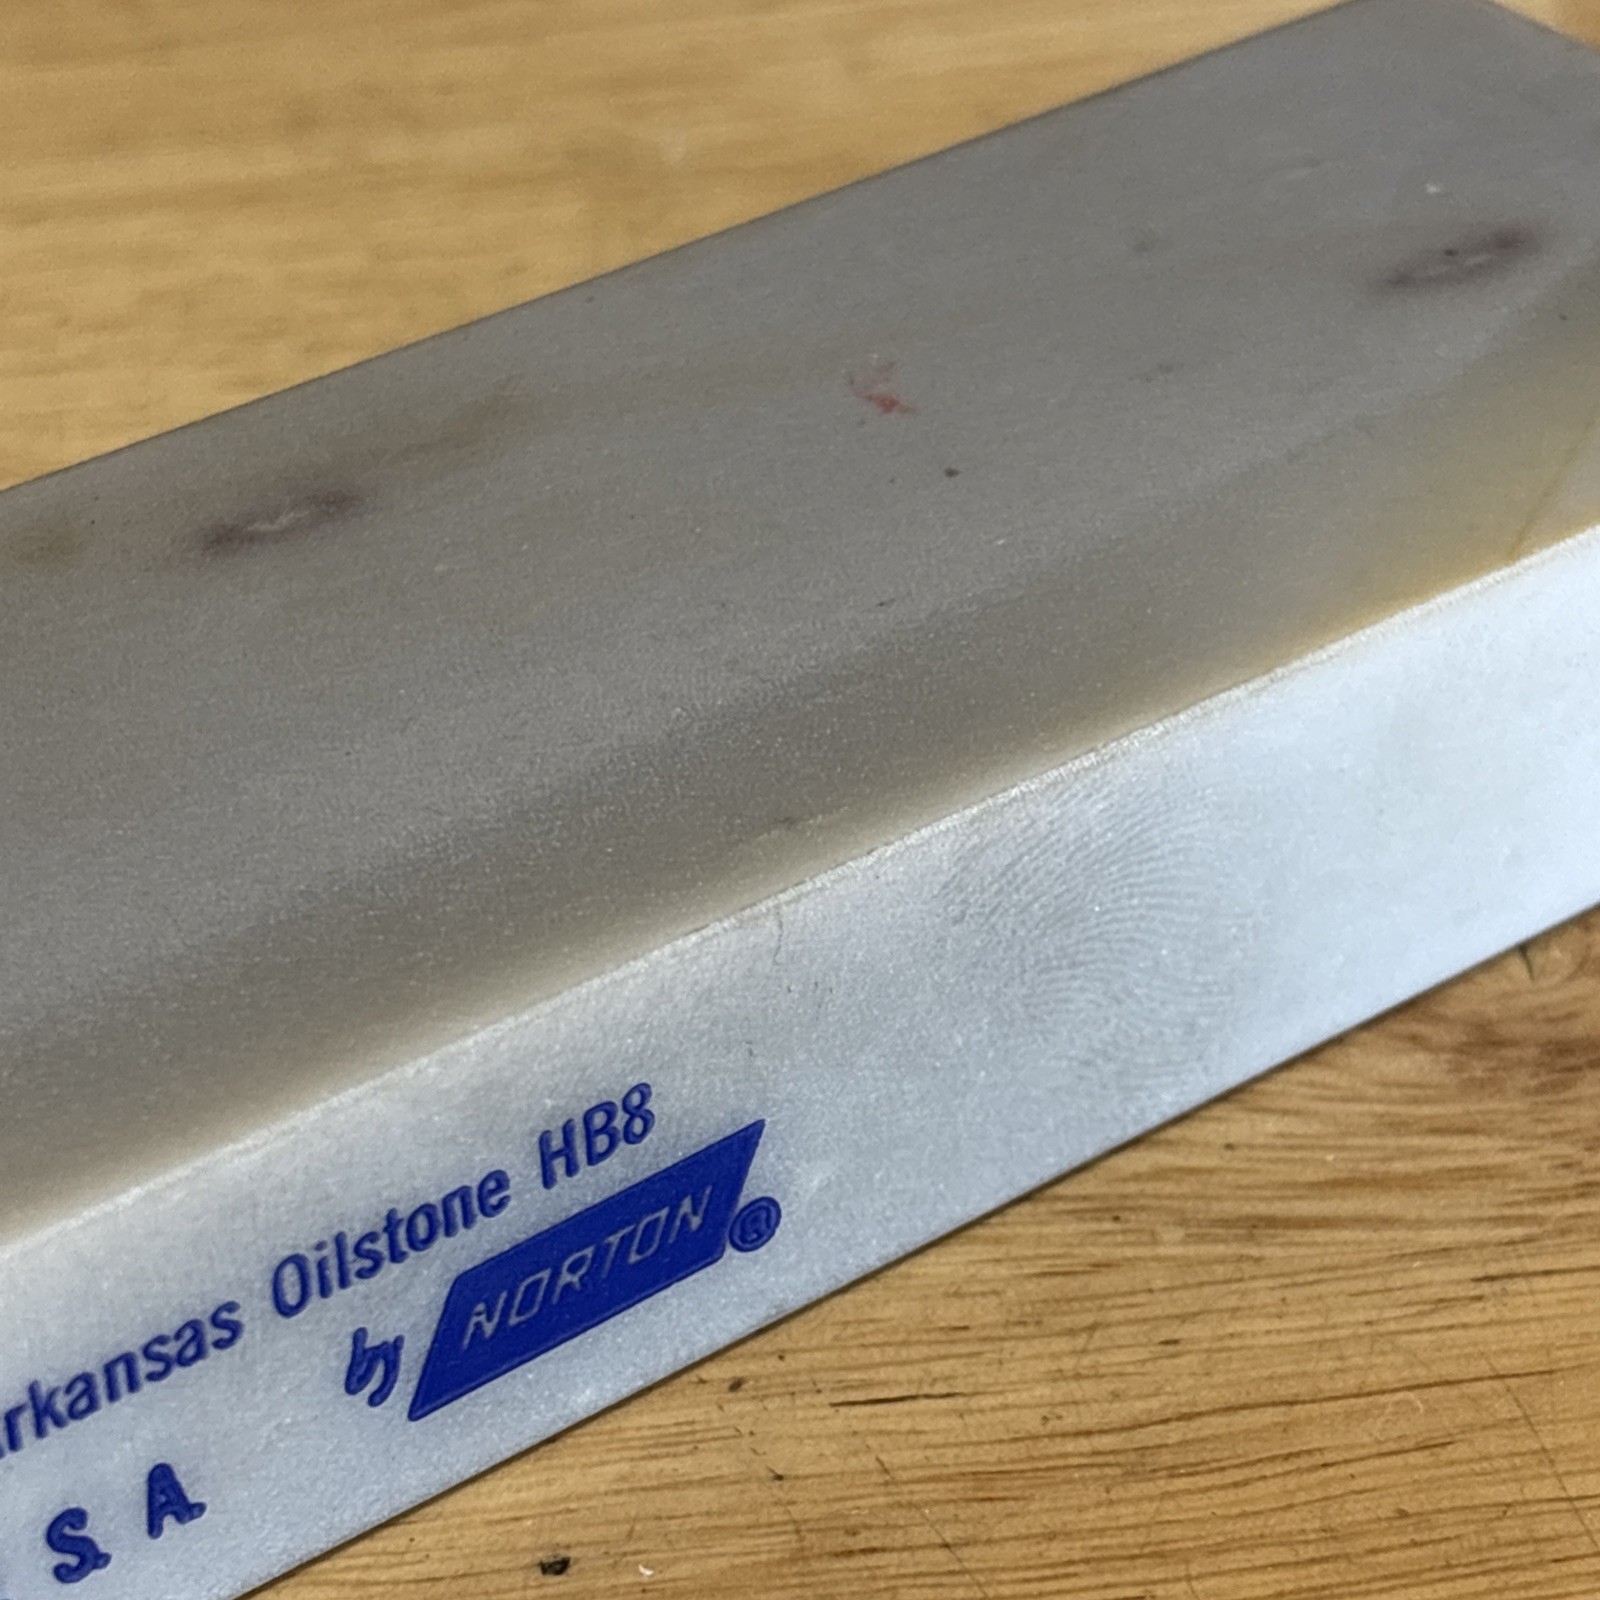 rkansas Oilstone HB8
by NORTON ®
S. A.